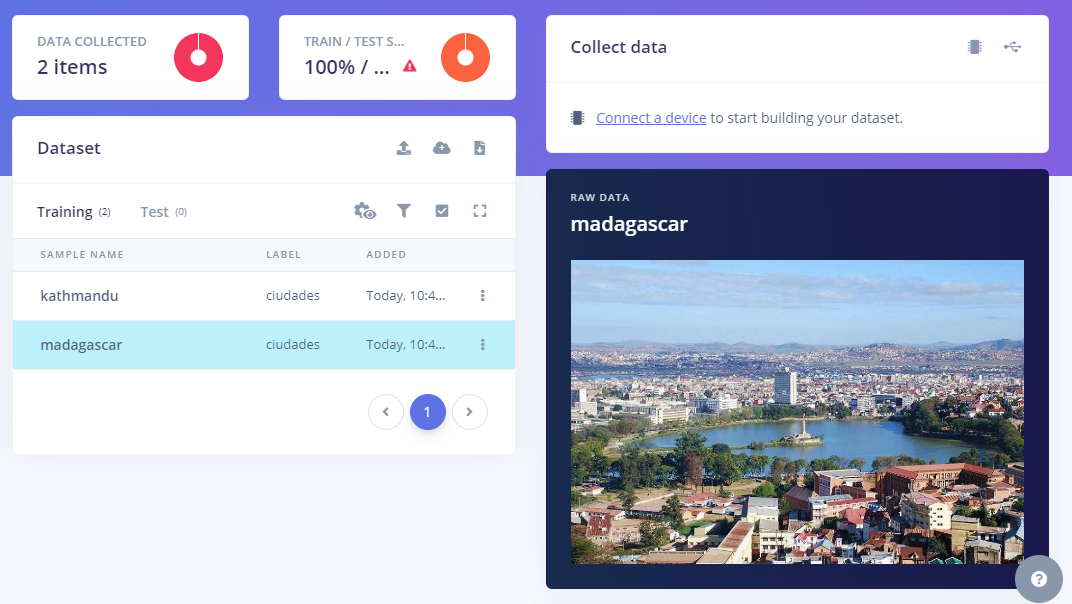 DATA COLLECTED
2 items
TRAIN / TEST S...
100% / ...
Collect data
Connect a device to start building your dataset.
Dataset
Training (2)
Test (0)
SAMPLE NAME
LABEL
ADDED
kathmandu
ciudades
Today, 10:4...
madagascar
ciudades
Today, 10:4...
1
RAW DATA
madagascar
?